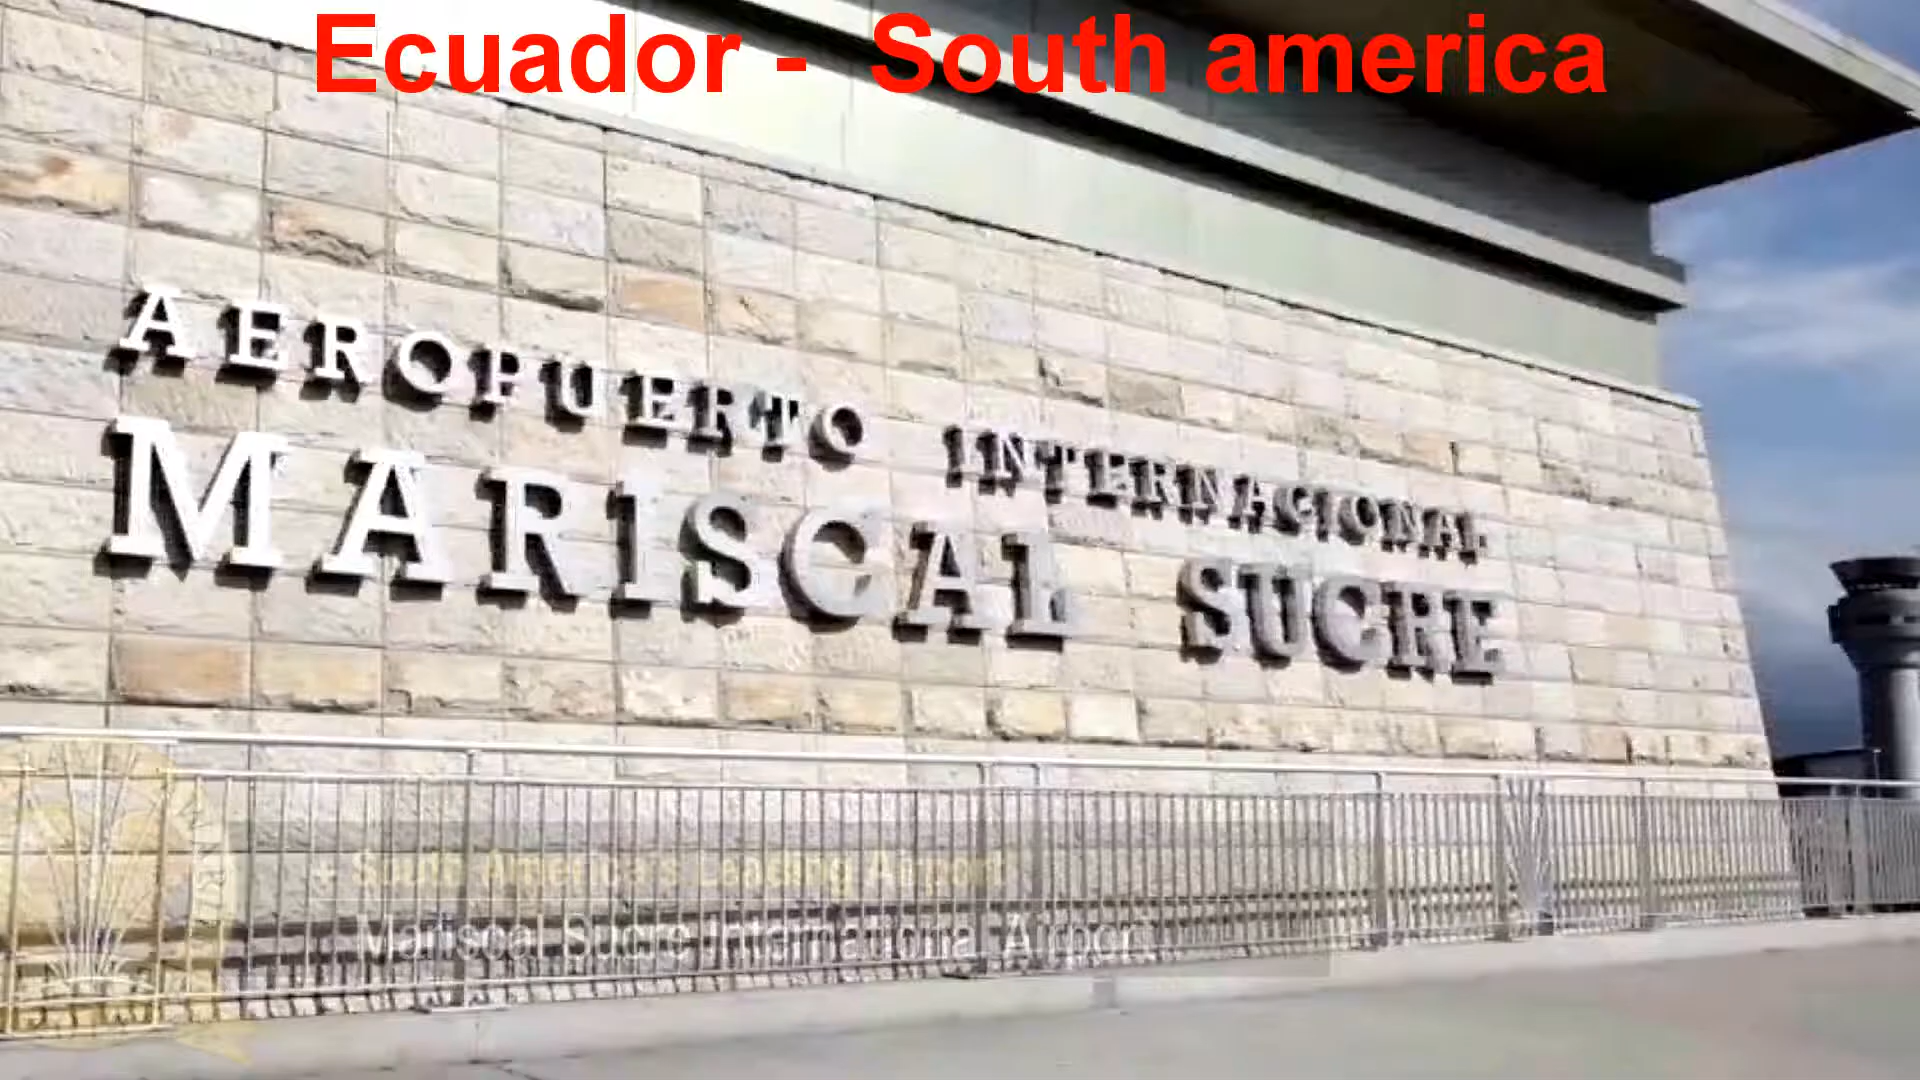 Ecuador - South america
AEROPUERTO INTERNACIONAL
MARISCAL SUCRE
South America's Leading Airport
Mariscal Sucre International Airport